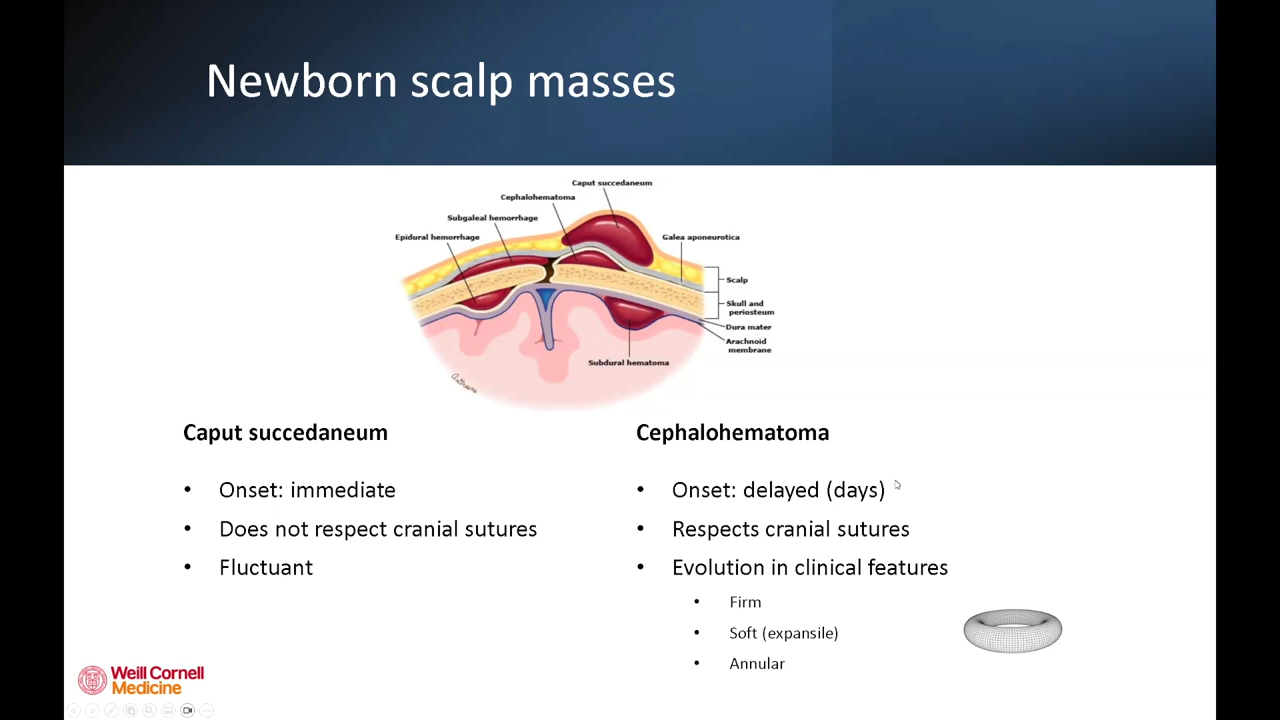 Newborn scalp masses
Caput succedaneum
Cephalohematoma
Subgaleal hemorrhage
Epidural hemorrhage
Galea aponeurotica
Scalp
Skull and
periosteum
Dura mater
Arachnoid
membrane
Subdural hematoma
Caput succedaneum
• Onset: immediate
• Does not respect cranial sutures
• Fluctuant
Cephalohematoma
• Onset: delayed (days)
• Respects cranial sutures
• Evolution in clinical features
• Firm
• Soft (expansile)
• Annular
Weill Cornell
Medicine